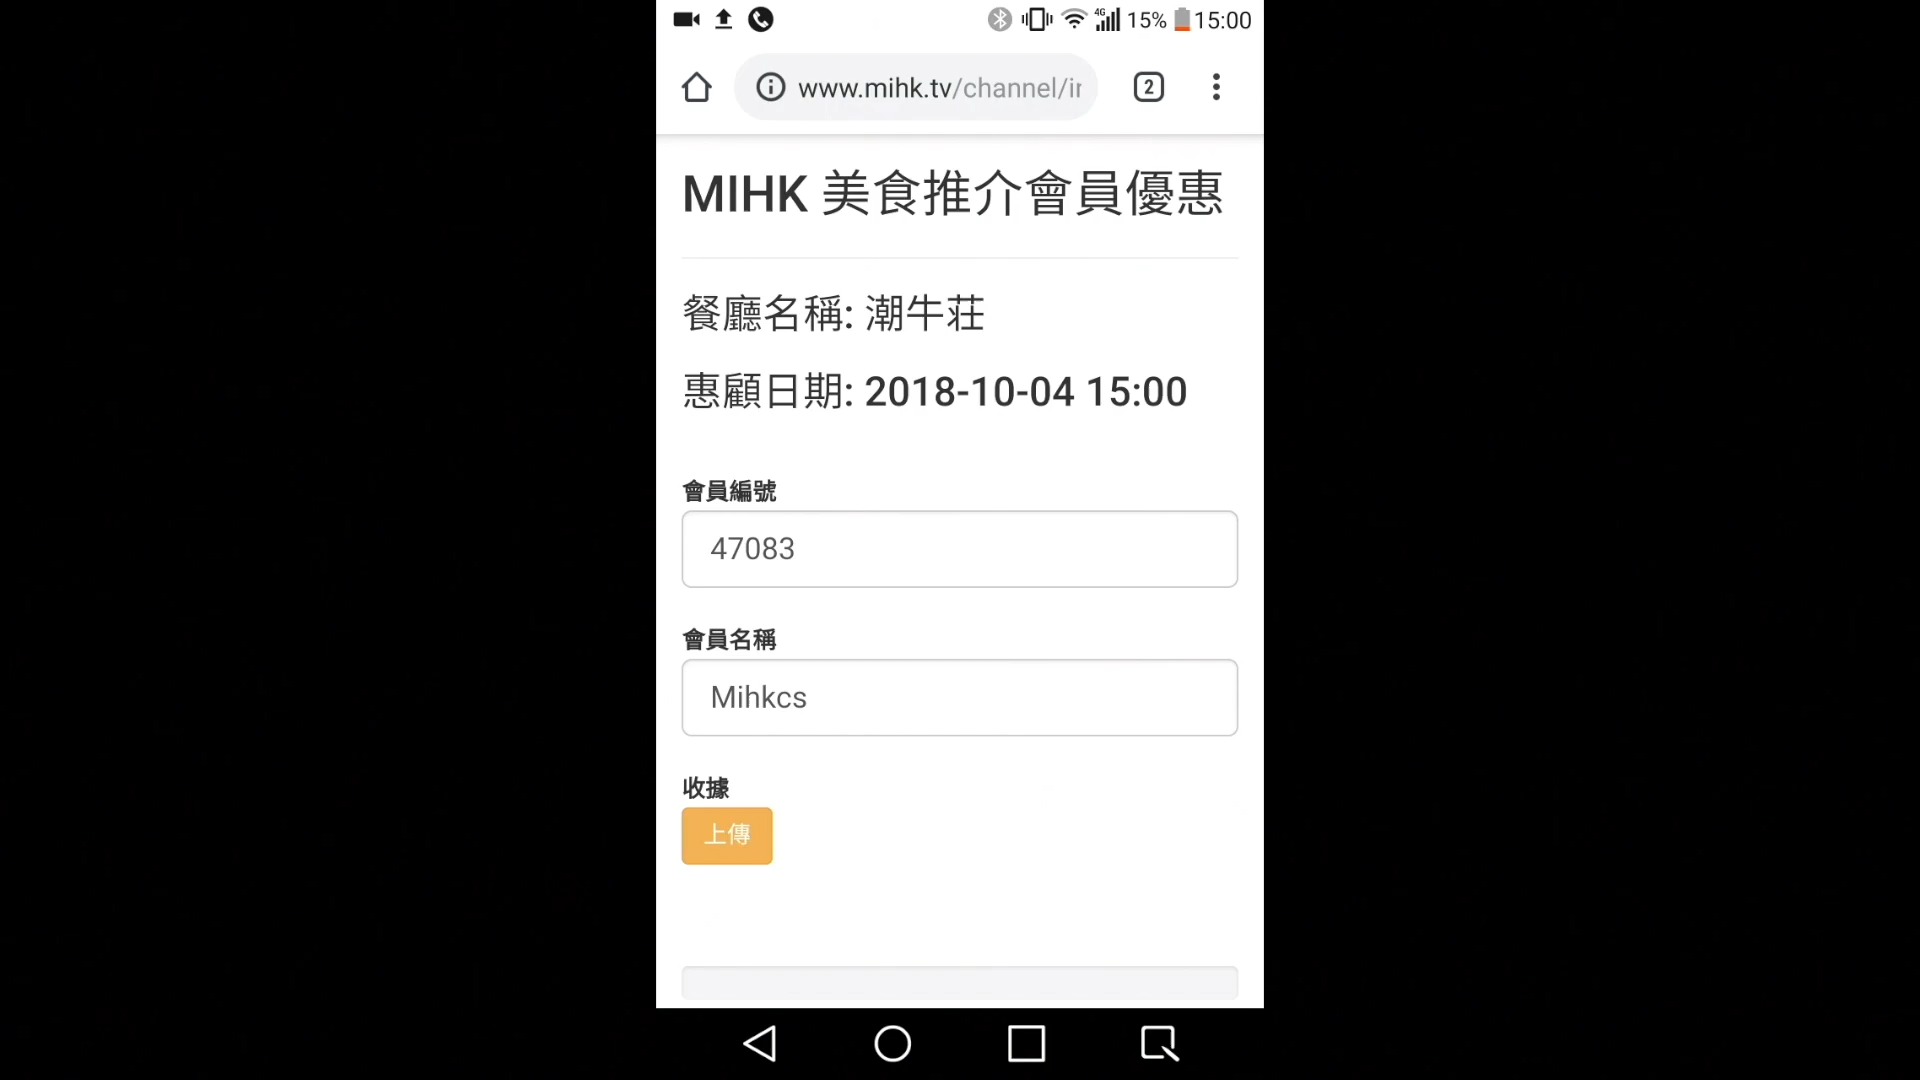 4G 15% 15:00
www.mihk.tv/channel/ir 2
MIHK 美食推介會員優惠
餐廳名稱: 潮牛莊
惠顧日期: 2018-10-04 15:00
會員編號
47083
會員名稱
Mihkcs
收據
上傳